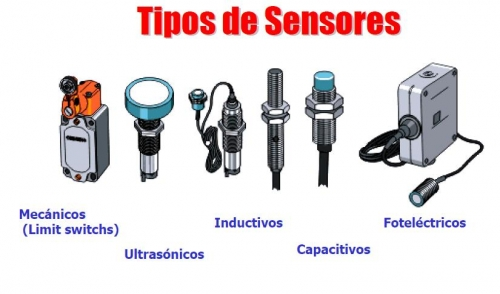 Tipos de Sensores
Mecánicos
(Limit switchs)
Ultrasónicos
Inductivos
Capacitivos
Foteléctricos